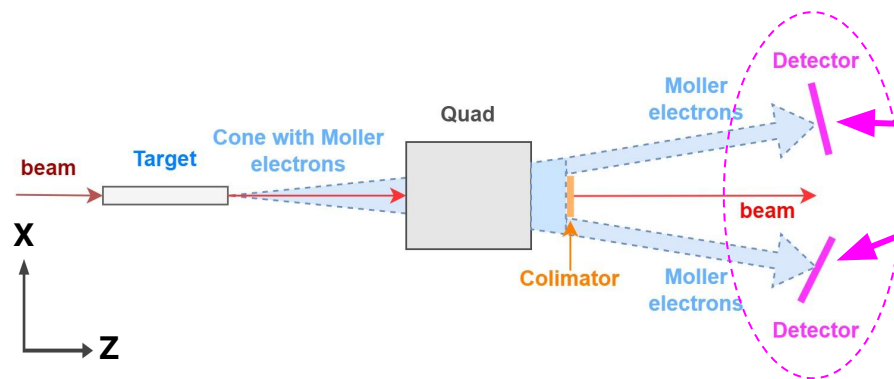 Detector
Moller
electrons
Quad
Cone with Moller
electrons
Target
beam
beam
X
Colimator
Moller
electrons
Z
Detector